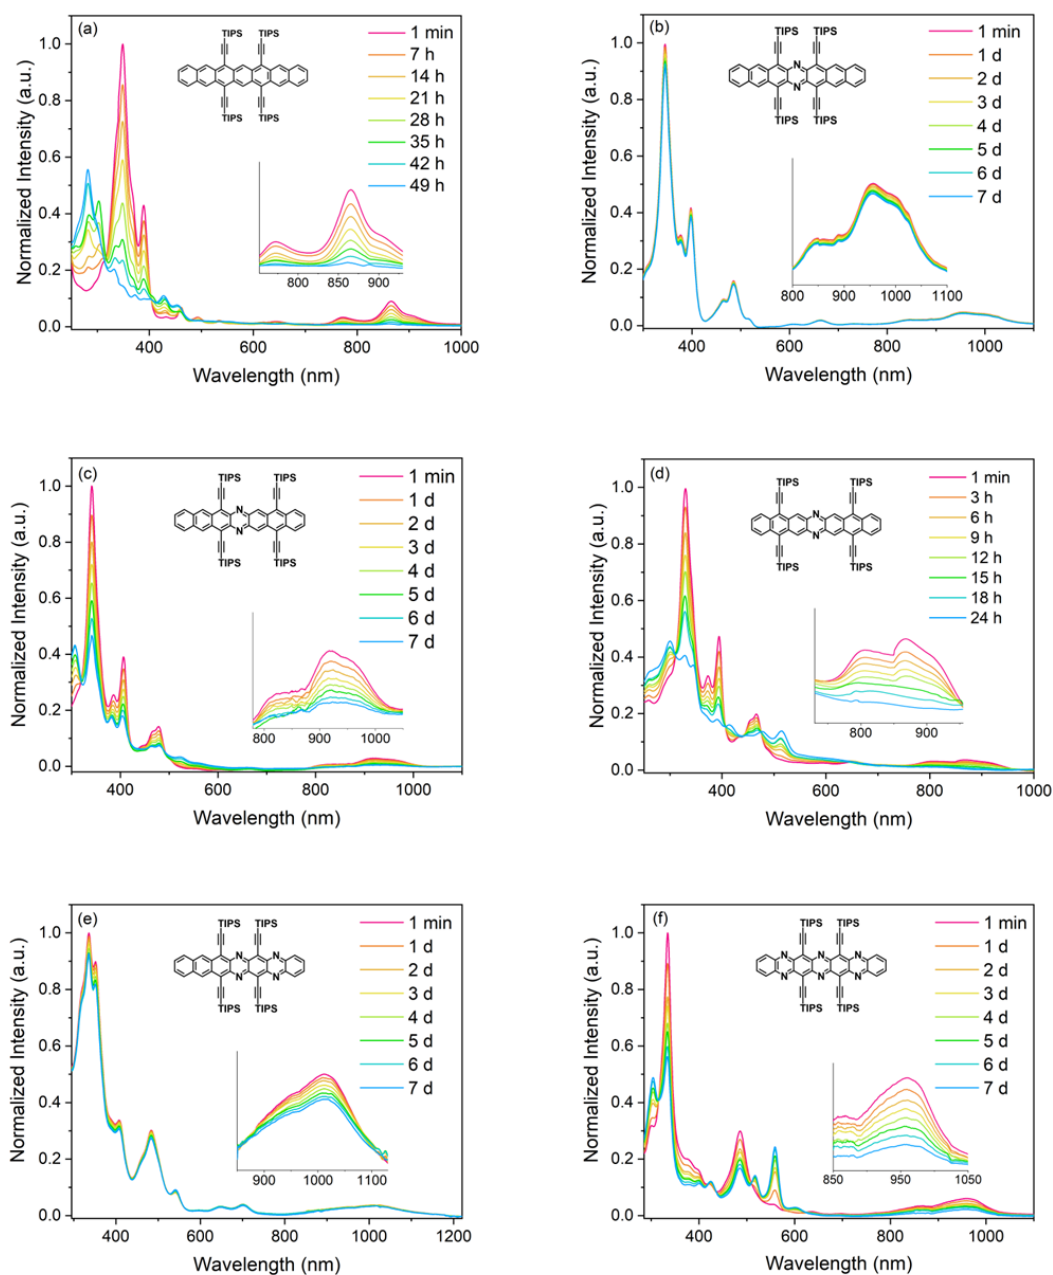 (a)
TIPS TIPS
TIPS TIPS
1 min
7 h
14 h
21 h
28 h
35 h
42 h
49 h
1.0
0.8
0.6
0.4
0.2
0.0
Normalized Intensity (a.u.)
800 850 900
400 600 800 1000
Wavelength (nm)
(b)
TIPS TIPS
N
N
TIPS TIPS
1 min
1 d
2 d
3 d
4 d
5 d
6 d
7 d
1.0
0.8
0.6
0.4
0.2
0.0
Normalized Intensity (a.u.)
800 900 1000 1100
400 600 800 1000
Wavelength (nm)
(c)
TIPS TIPS
N
N
TIPS TIPS
1 min
1 d
2 d
3 d
4 d
5 d
6 d
7 d
1.0
0.8
0.6
0.4
0.2
0.0
Normalized Intensity (a.u.)
800 900 1000
400 600 800 1000
Wavelength (nm)
(d)
TIPS TIPS
N
N
TIPS TIPS
1 min
3 h
6 h
9 h
12 h
15 h
18 h
24 h
1.0
0.8
0.6
0.4
0.2
0.0
Normalized Intensity (a.u.)
800 900
400 600 800 1000
Wavelength (nm)
(e)
TIPS TIPS
N N
N N
TIPS TIPS
1 min
1 d
2 d
3 d
4 d
5 d
6 d
7 d
1.0
0.8
0.6
0.4
0.2
0.0
Normalized Intensity (a.u.)
900 1000 1100
400 600 800 1000 1200
Wavelength (nm)
(f)
TIPS TIPS
N N N
N N N
TIPS TIPS
1 min
1 d
2 d
3 d
4 d
5 d
6 d
7 d
1.0
0.8
0.6
0.4
0.2
0.0
Normalized Intensity (a.u.)
850 950 1050
400 600 800 1000
Wavelength (nm)